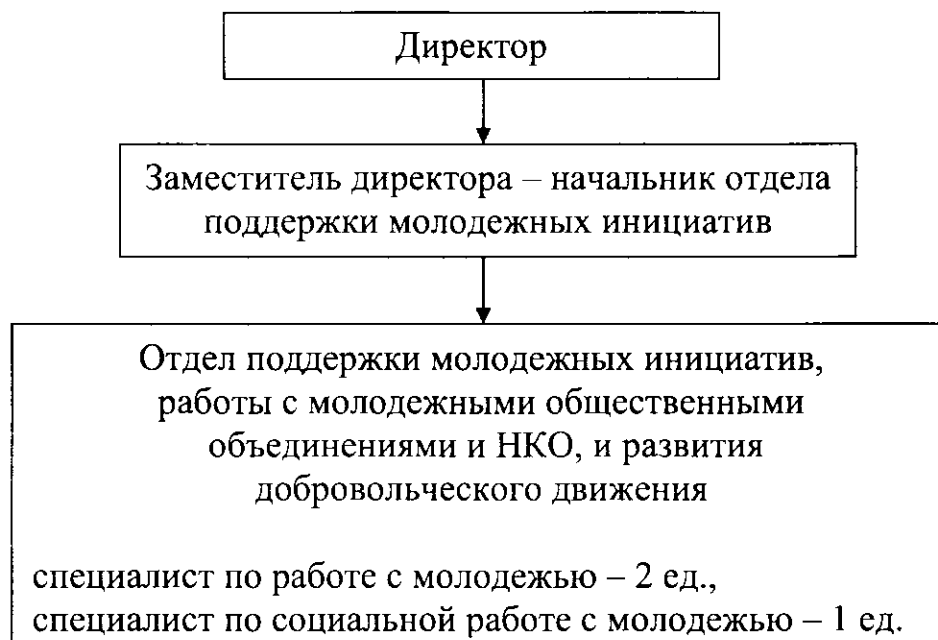 Директор
Заместитель директора – начальник отдела
поддержки молодежных инициатив
Отдел поддержки молодежных инициатив,
работы с молодежными общественными
объединениями и НКО, и развития
добровольческого движения
специалист по работе с молодежью – 2 ед.,
специалист по социальной работе с молодежью – 1 ед.